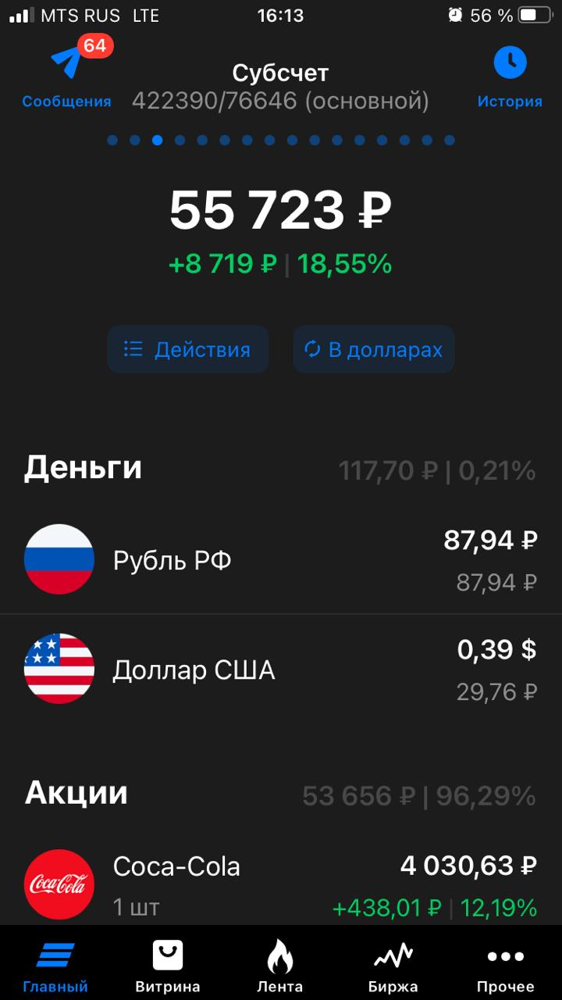 MTS RUS LTE 16:13 56 %
64
Субсчет
Сообщения 422390/76646 (основной) История
55 723 ₽
+8 719 ₽ | 18,55%
Действия В долларах
Деньги 117,70 ₽ | 0,21%
87,94 ₽
Рубль РФ
87,94 ₽
0,39 $
Доллар США
29,76 ₽
Акции 53 656 ₽ | 96,29%
Coca-Cola 4 030,63 ₽
Coca-Cola
1 шт +438,01 ₽ | 12,19%
Главный Витрина Лента Биржа Прочее